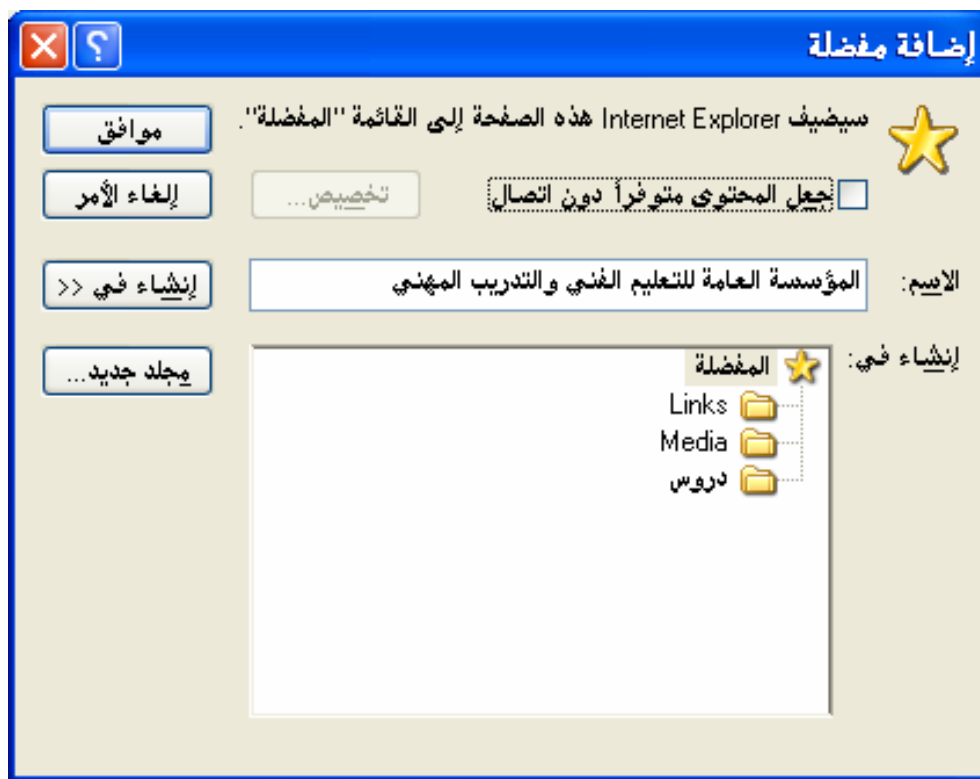 إضافة مفضلة
سيضيف Internet Explorer هذه الصفحة إلى القائمة "المفضلة".
موافق
جعل المحتوى متوفراً دون اتصال
تخصيص...
إلغاء الأمر
الاسم:
المؤسسة العامة للتعليم الفني والتدريب المهني
إنشاء في <<
إنشاء في:
المفضلة
Links
Media
دروس
مجلد جديد...